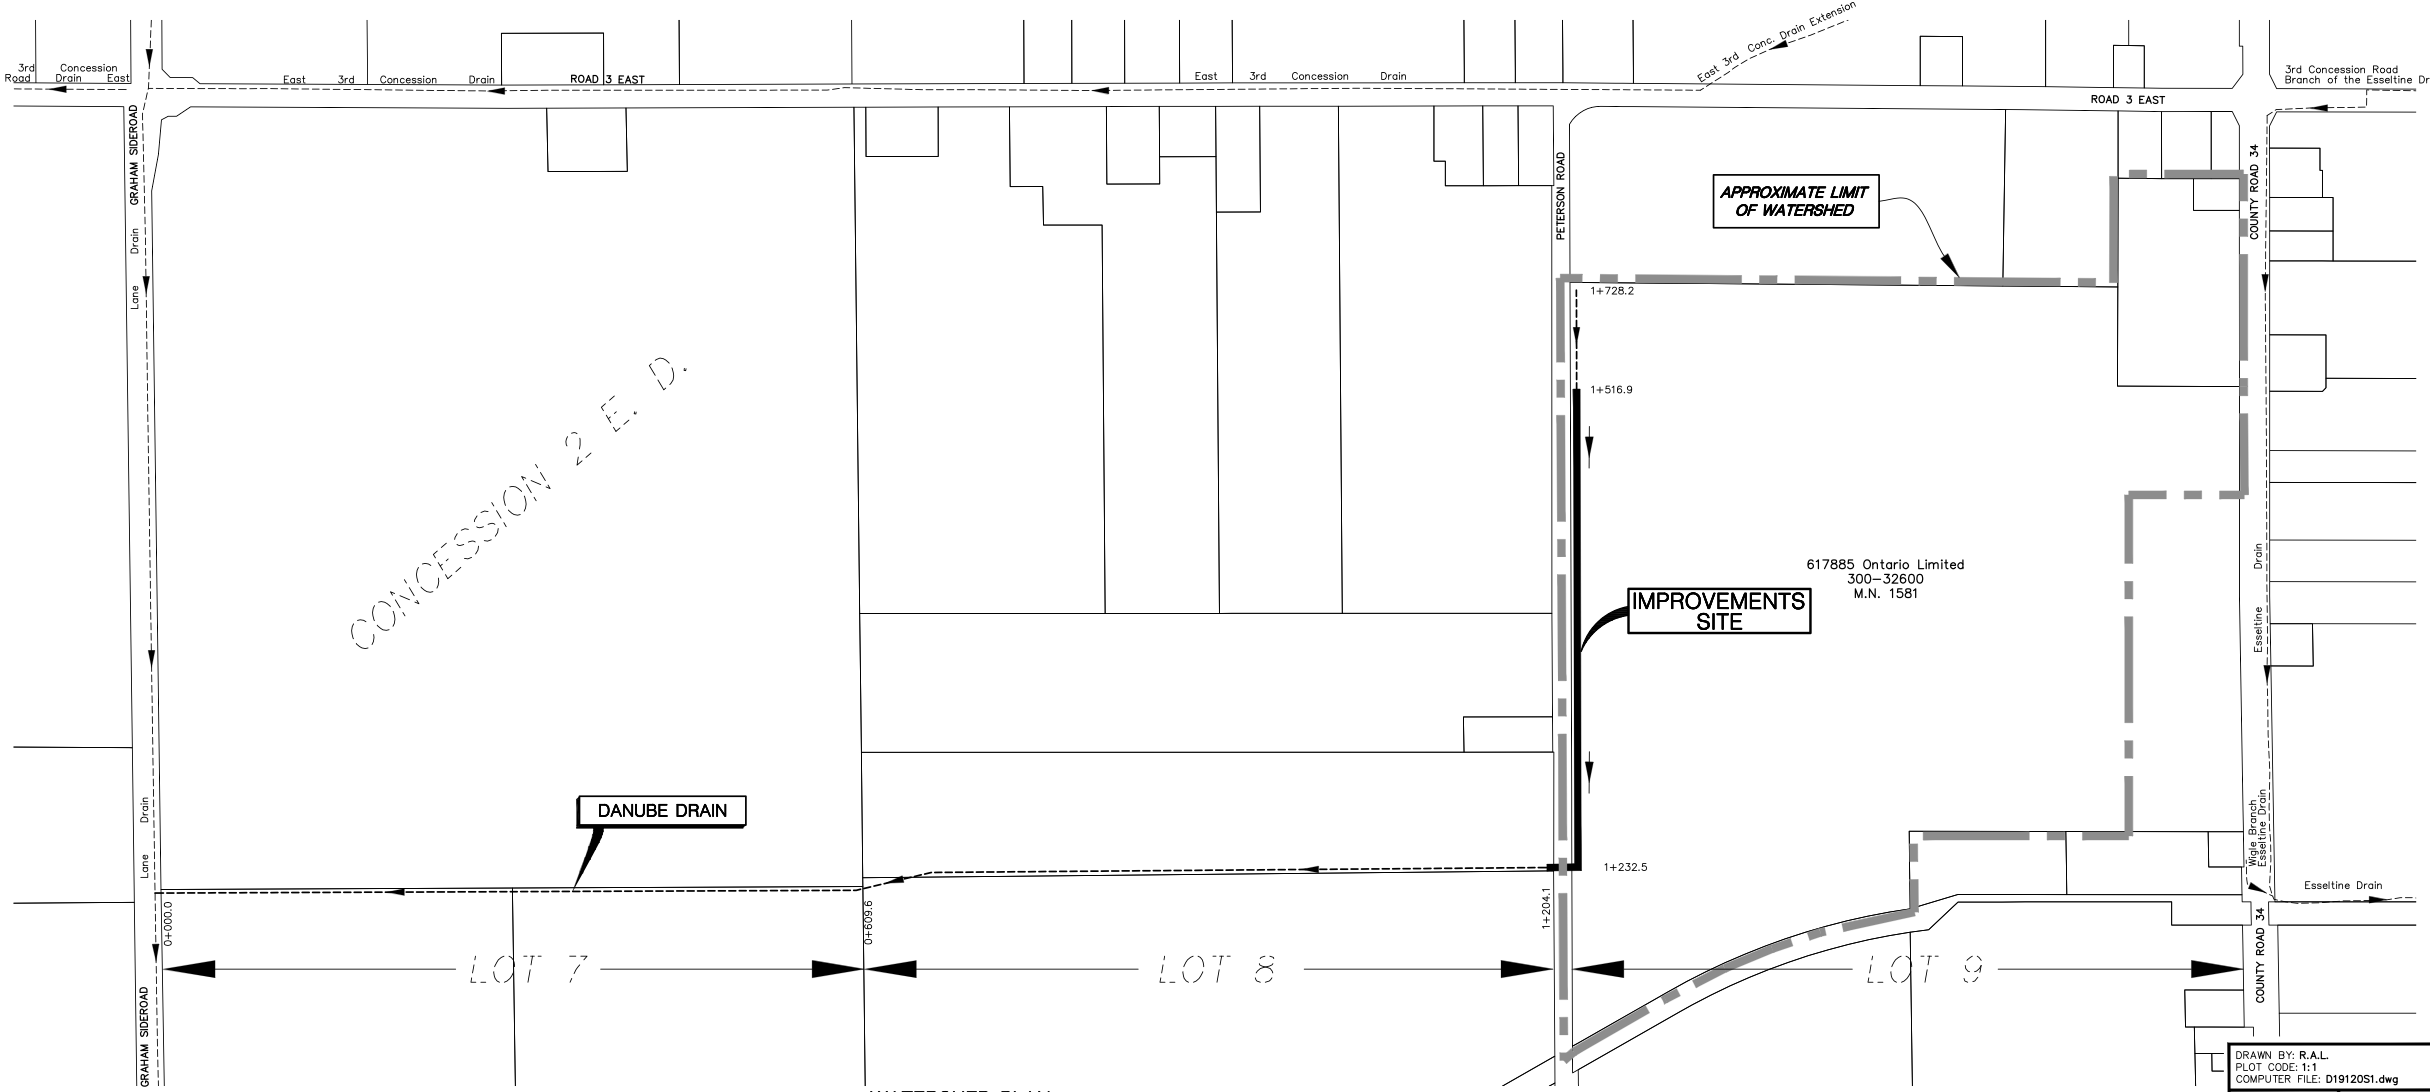 East 3rd Conc. Drain Extension
3rd Concession
Road Drain East
East 3rd Concession Drain
ROAD 3 EAST
East 3rd Concession Drain
3rd Concession Road
Branch of the Esseltine Dr
ROAD 3 EAST
GRAHAM SIDEROAD
Lane Drain
PETERSON ROAD
COUNTY ROAD 34
APPROXIMATE LIMIT
OF WATERSHED
1+728.2
1+516.9
CONCESSION 2 E. D.
617885 Ontario Limited
300-32600
M.N. 1581
IMPROVEMENTS
SITE
Esseltine Drain
DANUBE DRAIN
Lane Drain
Wigle Branch
Esseltine Drain
1+232.5
Esseltine Drain
0+000.0
0+609.6
1+204.1
LOT 7
LOT 8
LOT 9
COUNTY ROAD 34
GRAHAM SIDEROAD
DRAWN BY: R.A.L.
PLOT CODE: 1:1
COMPUTER FILE: D19120S1.dwg